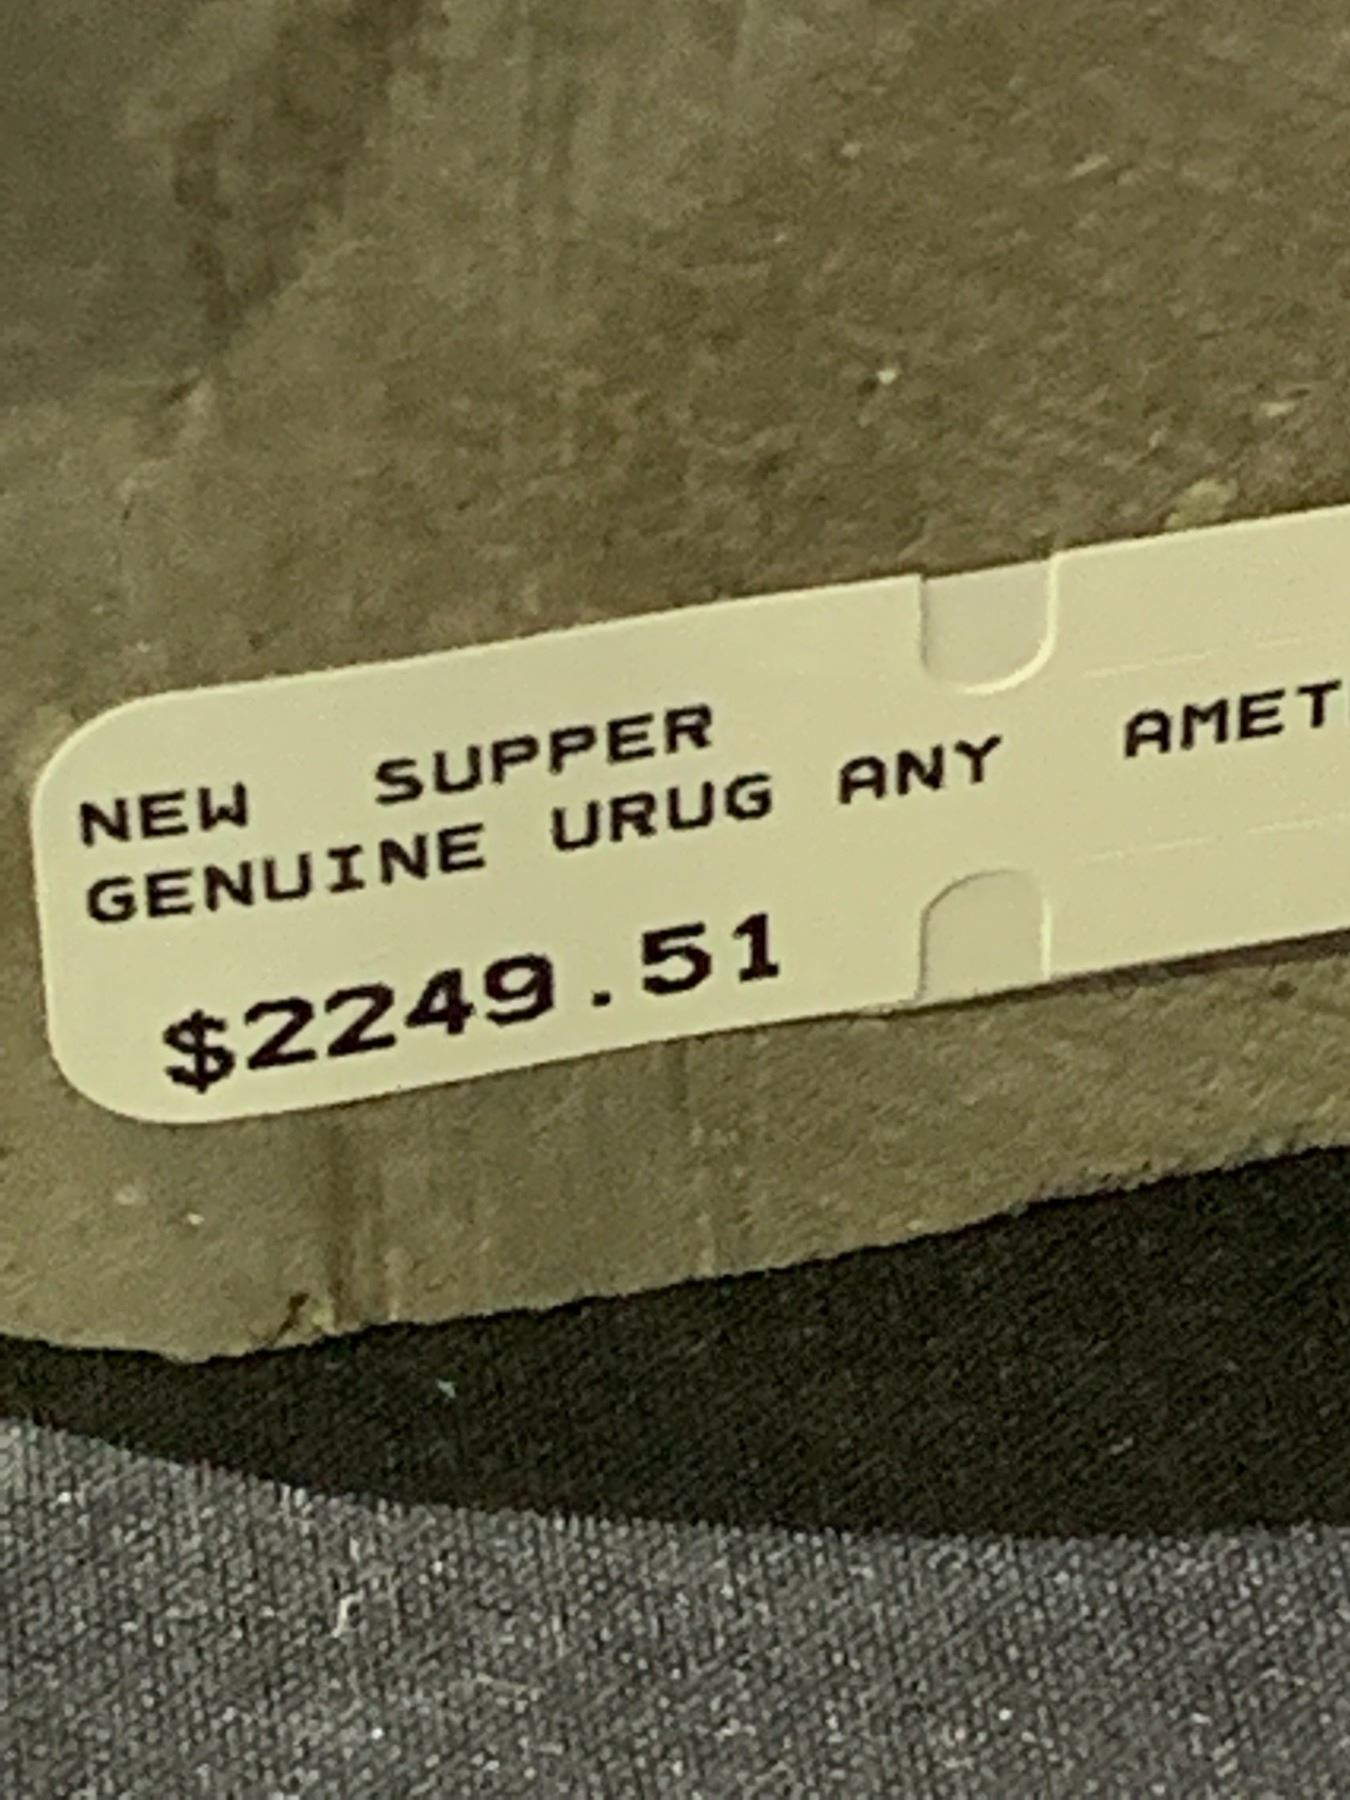 NEW SUPPER AMET
GENUINE URUG ANY
$2249.51